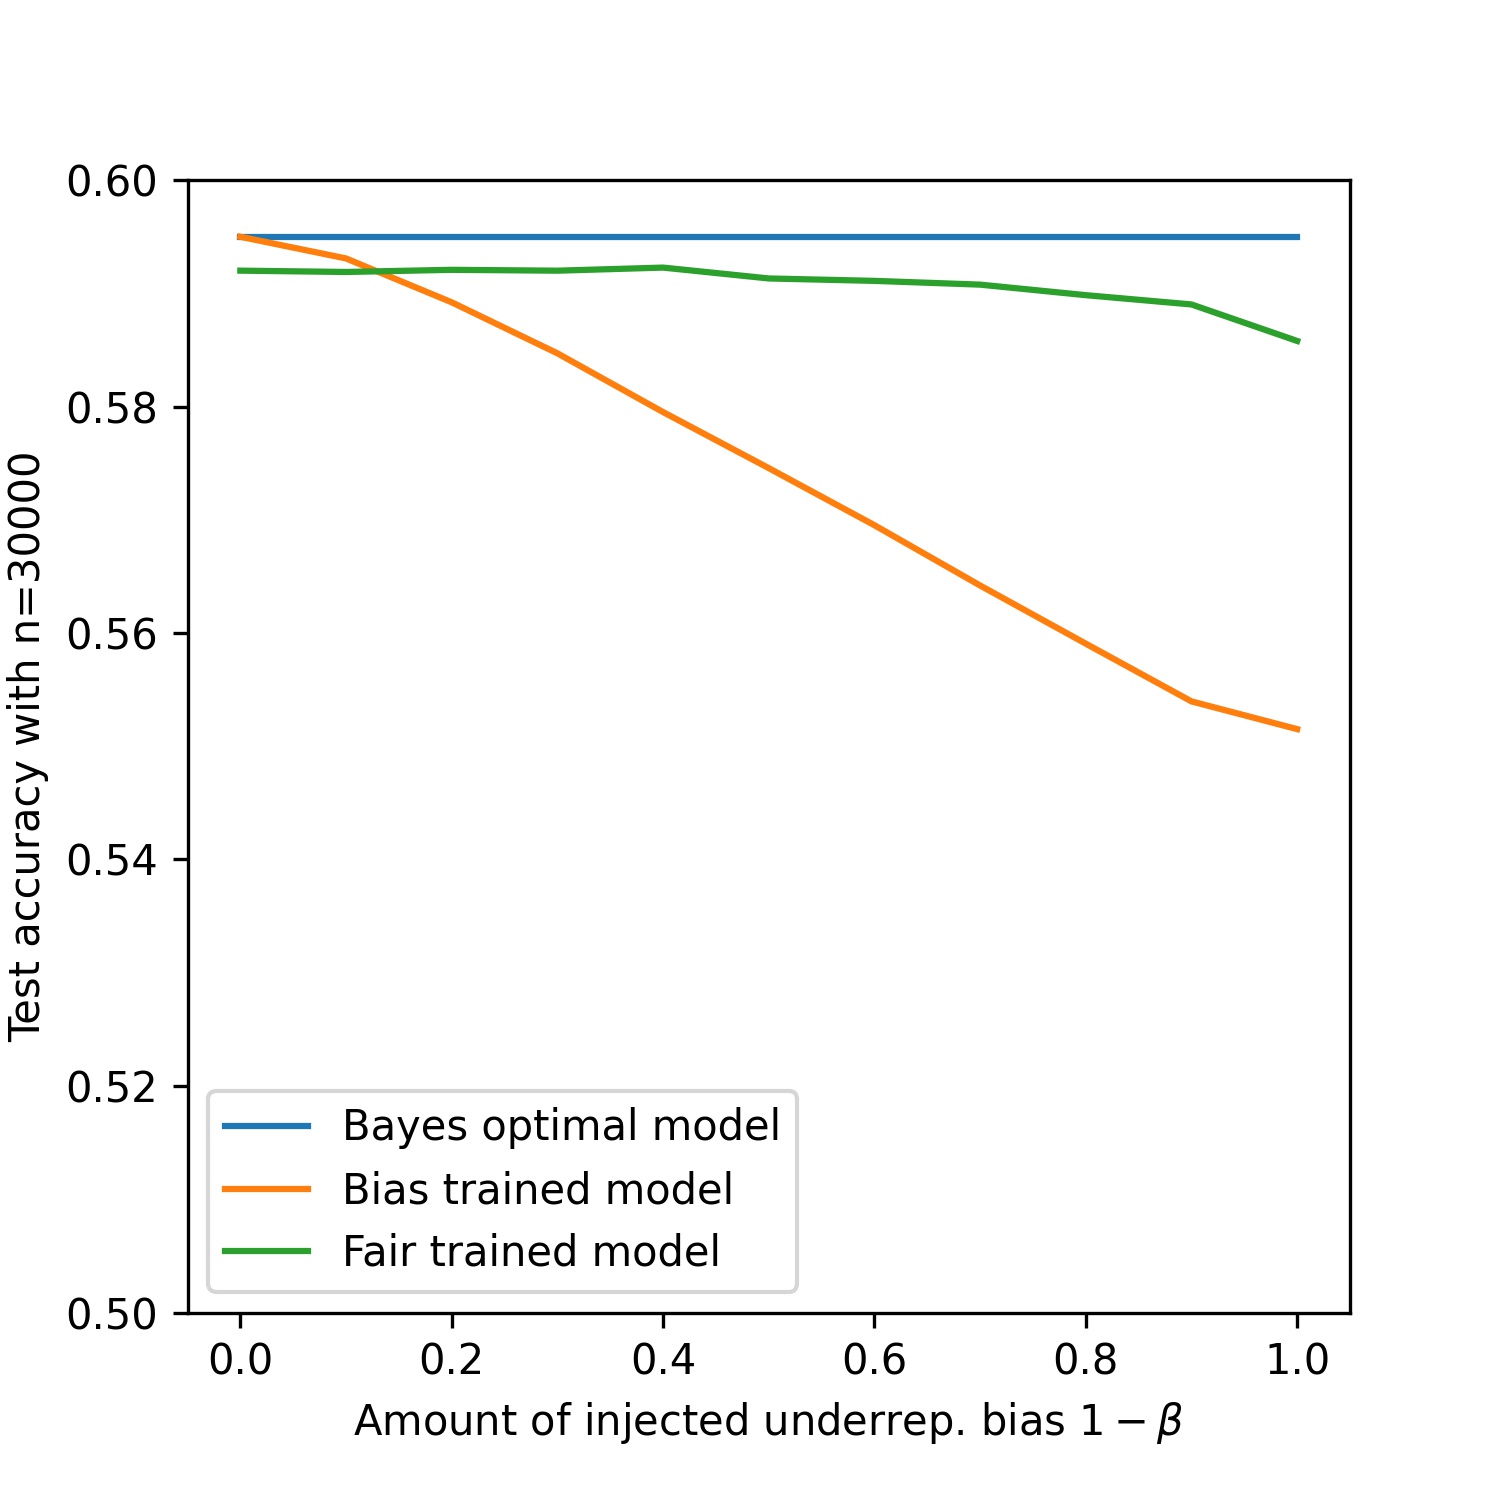 0.60
0.58
0.56
0.54
0.52
0.50
Test accuracy with n=30000
Bayes optimal model
Bias trained model
Fair trained model
0.0 0.2 0.4 0.6 0.8 1.0
Amount of injected underrep. bias 1 − β